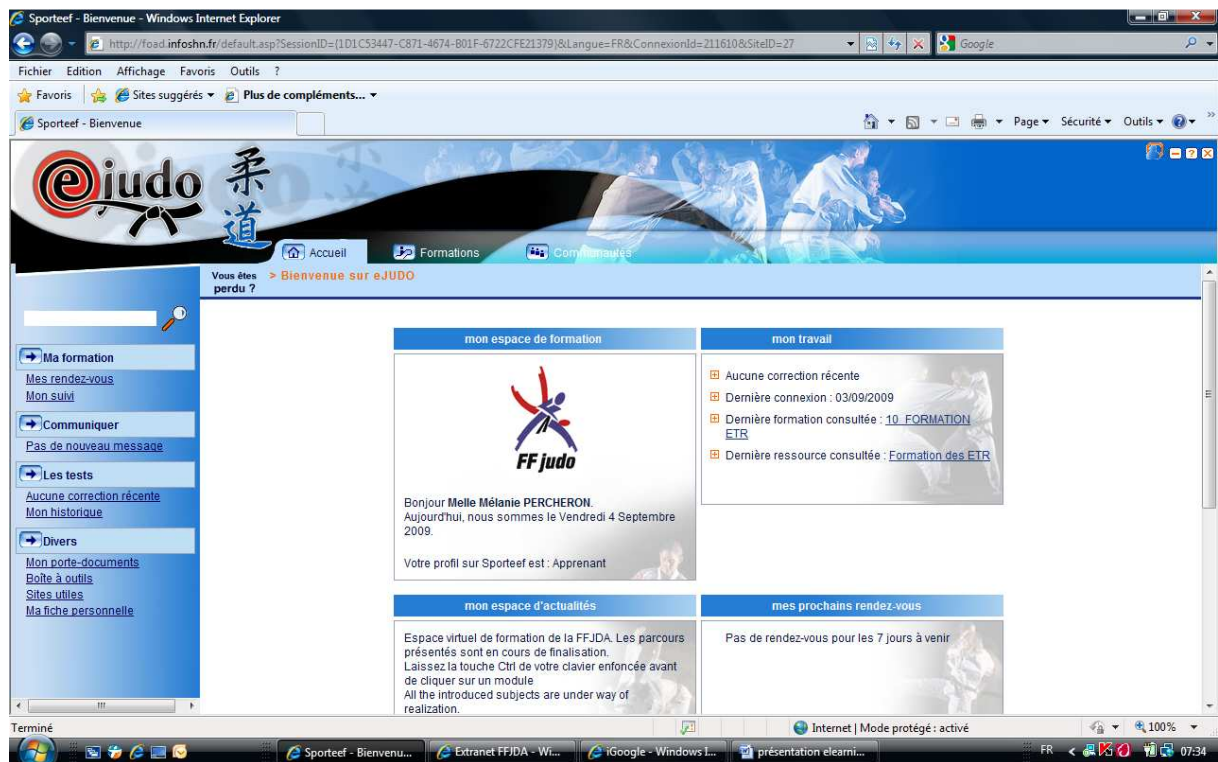 Sporteef - Bienvenue - Windows Internet Explorer
http://foad.infoshn.fr/default.asp?SessionID={1D1C53447-C871-4674-B01F-6722CFE21379}&Langue=FR&ConnexionId=211610&SiteID=27
Google
Fichier Edition Affichage Favoris Outils ?
Favoris Sites suggérés Plus de compléments...
Sporteef - Bienvenue
Page Sécurité Outils
ejudo
柔道
Accueil Formations Communautés
Vous êtes perdu ?
> Bienvenue sur eJUDO
Ma formation
Mes rendez-vous
Mon suivi
Communiquer
Pas de nouveau message
Les tests
Aucune correction récente
Mon historique
Divers
Mon porte-documents
Boîte à outils
Sites utiles
Ma fiche personnelle
mon espace de formation
FF judo
Bonjour Melle Mélanie PERCHERON.
Aujourd'hui, nous sommes le Vendredi 4 Septembre
2009.
Votre profil sur Sporteef est : Apprenant
mon travail
Aucune correction récente
Dernière connexion : 03/09/2009
Dernière formation consultée : 10_FORMATION
ETR
Dernière ressource consultée : Formation des ETR
mon espace d'actualités
Espace virtuel de formation de la FFJDA. Les parcours
présentés sont en cours de finalisation.
Laissez la touche Ctrl de votre clavier enfoncée avant
de cliquer sur un module
All the introduced subjects are under way of
realization.
mes prochains rendez-vous
Pas de rendez-vous pour les 7 jours à venir
Terminé
Internet | Mode protégé : activé
100%
Sporteef - Bienvenu... Extranet FFJDA - Wi... iGoogle - Windows I... présentation elearni...
FR 07:34